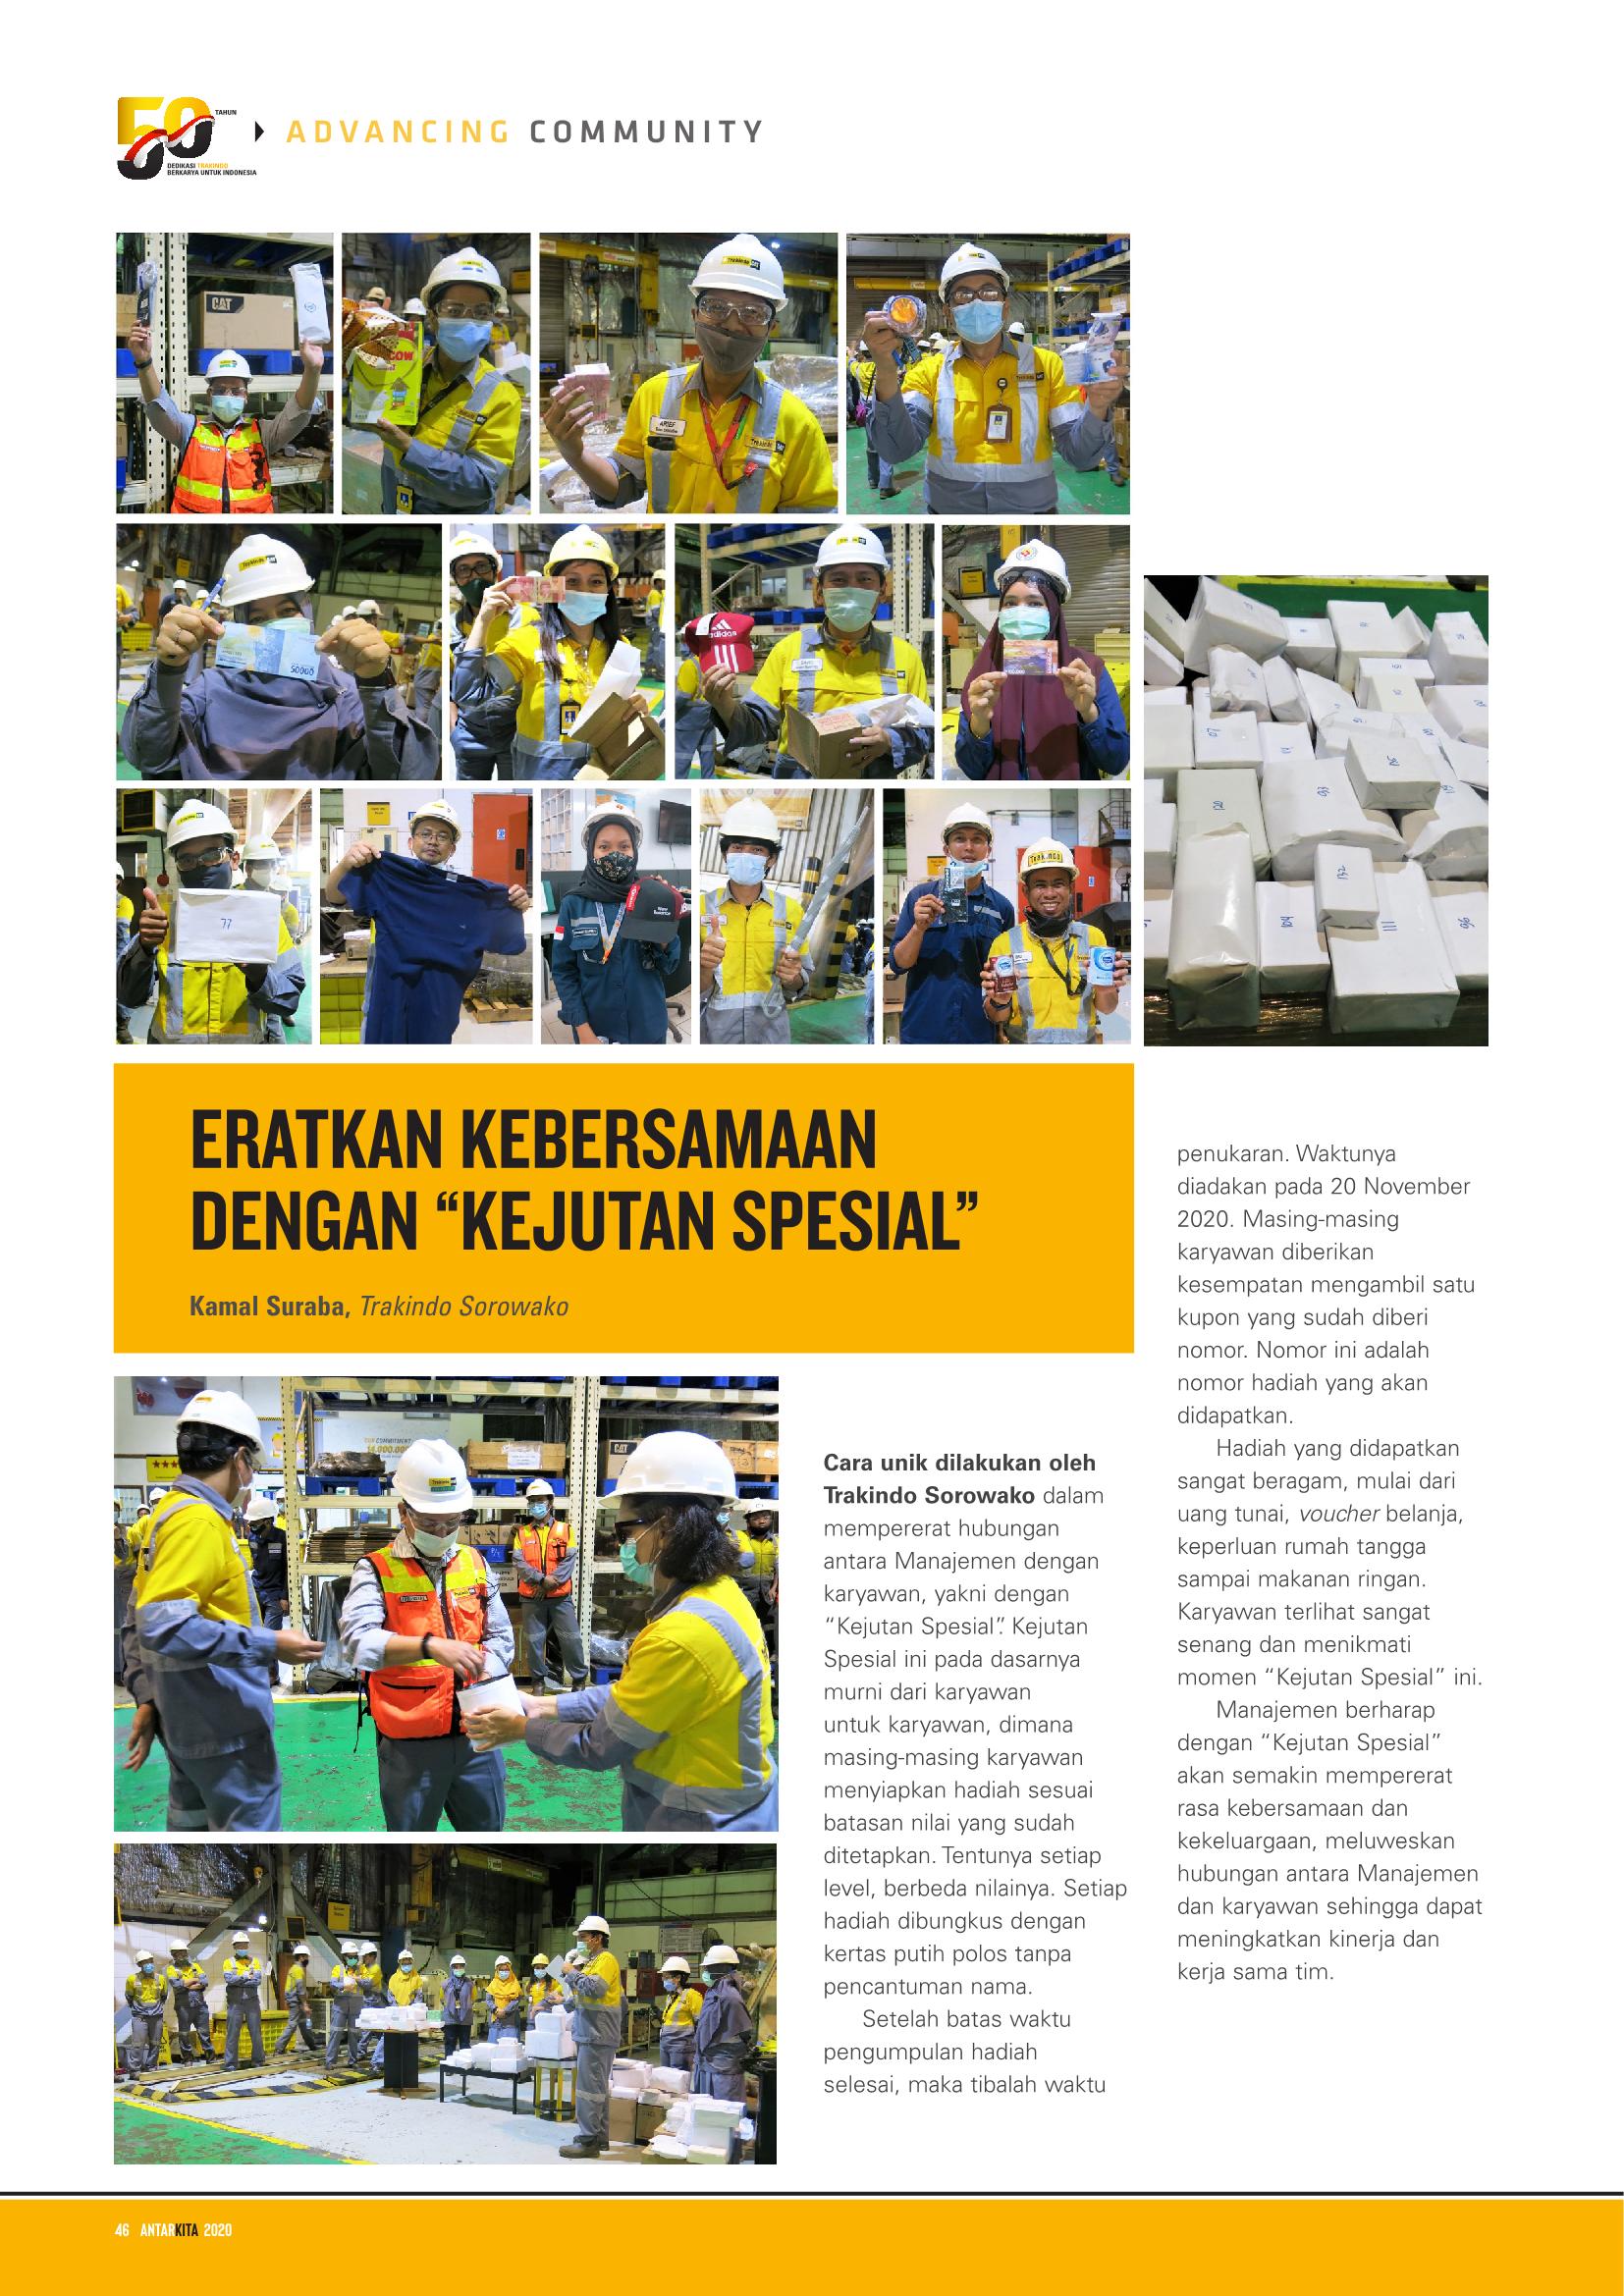 50 TAHUN
DEDIKASI TRAKINDO
BERKARYA UNTUK INDONESIA
ADVANCING COMMUNITY
CAT
COW
ARIEF
Trakindo
50000
adidas
77
ERATKAN KEBERSAMAAN
DENGAN “KEJUTAN SPESIAL”
Kamal Suraba, Trakindo Sorowako
Cara unik dilakukan oleh
Trakindo Sorowako dalam
mempererat hubungan
antara Manajemen dengan
karyawan, yakni dengan
“Kejutan Spesial”. Kejutan
Spesial ini pada dasarnya
murni dari karyawan
untuk karyawan, dimana
masing-masing karyawan
menyiapkan hadiah sesuai
batasan nilai yang sudah
ditetapkan. Tentunya setiap
level, berbeda nilainya. Setiap
hadiah dibungkus dengan
kertas putih polos tanpa
pencantuman nama.
Setelah batas waktu
pengumpulan hadiah
selesai, maka tibalah waktu
penukaran. Waktunya
diadakan pada 20 November
2020. Masing-masing
karyawan diberikan
kesempatan mengambil satu
kupon yang sudah diberi
nomor. Nomor ini adalah
nomor hadiah yang akan
didapatkan.
Hadiah yang didapatkan
sangat beragam, mulai dari
uang tunai, voucher belanja,
keperluan rumah tangga
sampai makanan ringan.
Karyawan terlihat sangat
senang dan menikmati
momen “Kejutan Spesial” ini.
Manajemen berharap
dengan “Kejutan Spesial”
akan semakin mempererat
rasa kebersamaan dan
kekeluargaan, meluweskan
hubungan antara Manajemen
dan karyawan sehingga dapat
meningkatkan kinerja dan
kerja sama tim.
46 ANTARKITA 2020